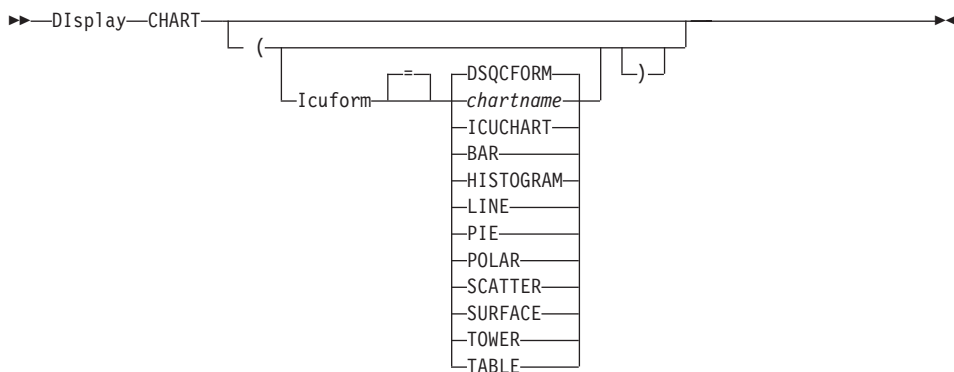 DIsplay CHART
(
)
Icuform = DSQCFORM
chartname
ICUCHART
BAR
HISTOGRAM
LINE
PIE
POLAR
SCATTER
SURFACE
TOWER
TABLE